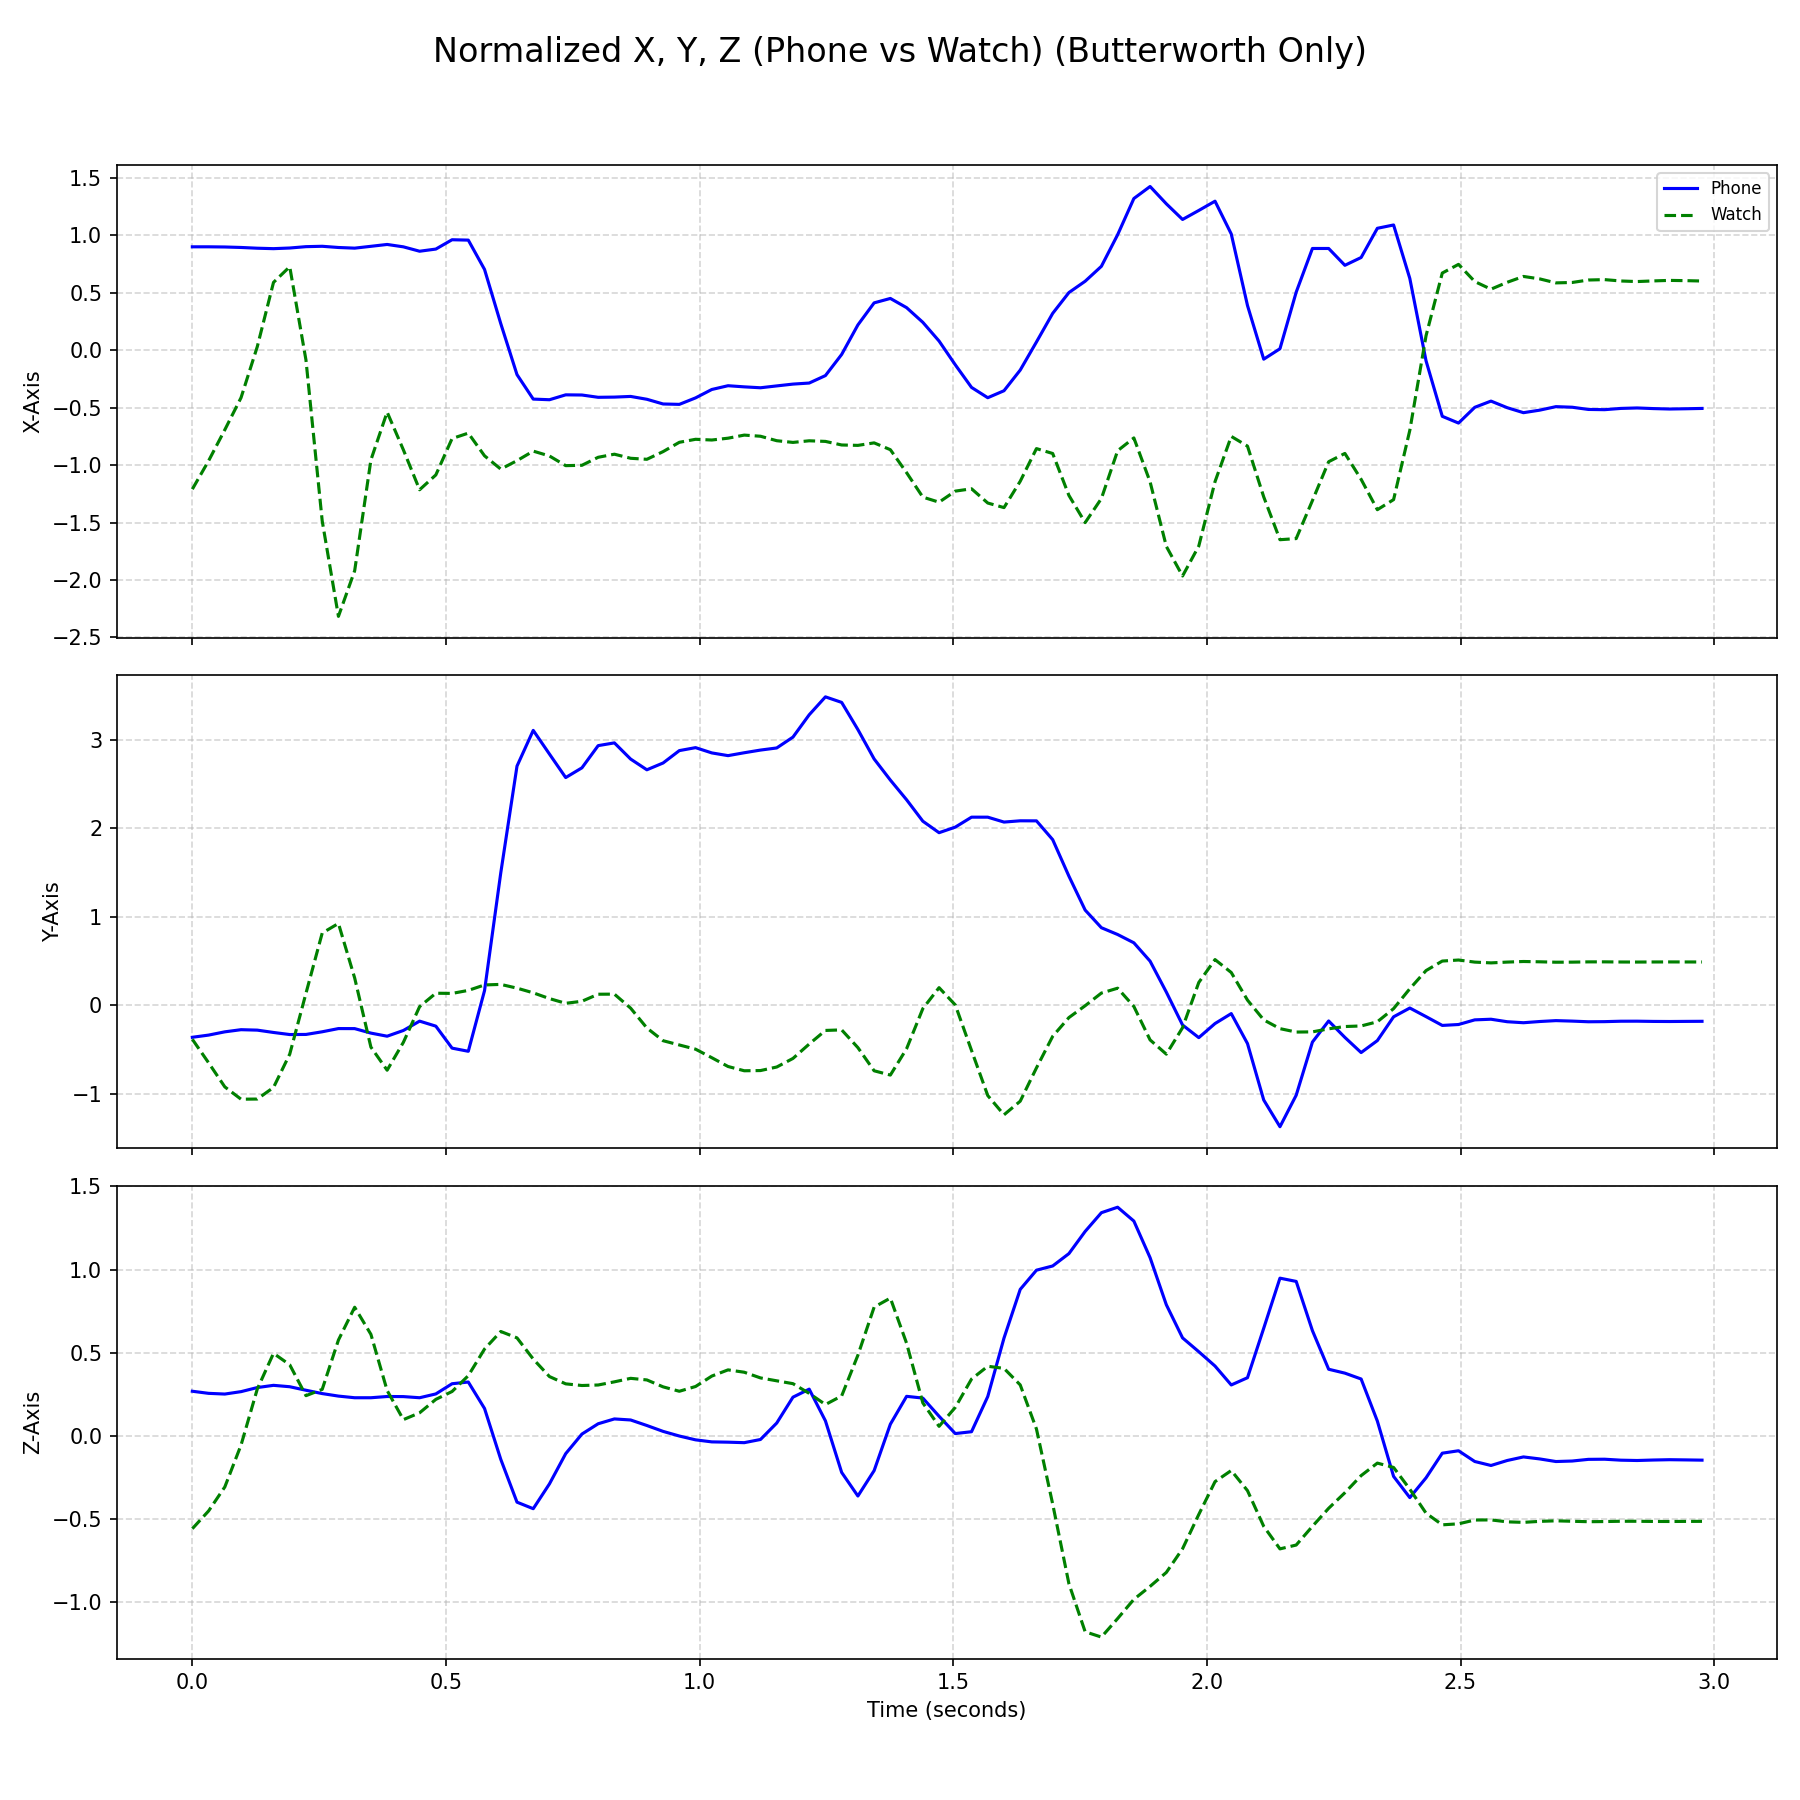 Normalized X, Y, Z (Phone vs Watch) (Butterworth Only)
Phone
Watch
1.5
1.0
0.5
0.0
−0.5
−1.0
−1.5
−2.0
−2.5
X-Axis
3
2
1
0
−1
Y-Axis
1.5
1.0
0.5
0.0
−0.5
−1.0
Z-Axis
0.0 0.5 1.0 1.5 2.0 2.5 3.0
Time (seconds)